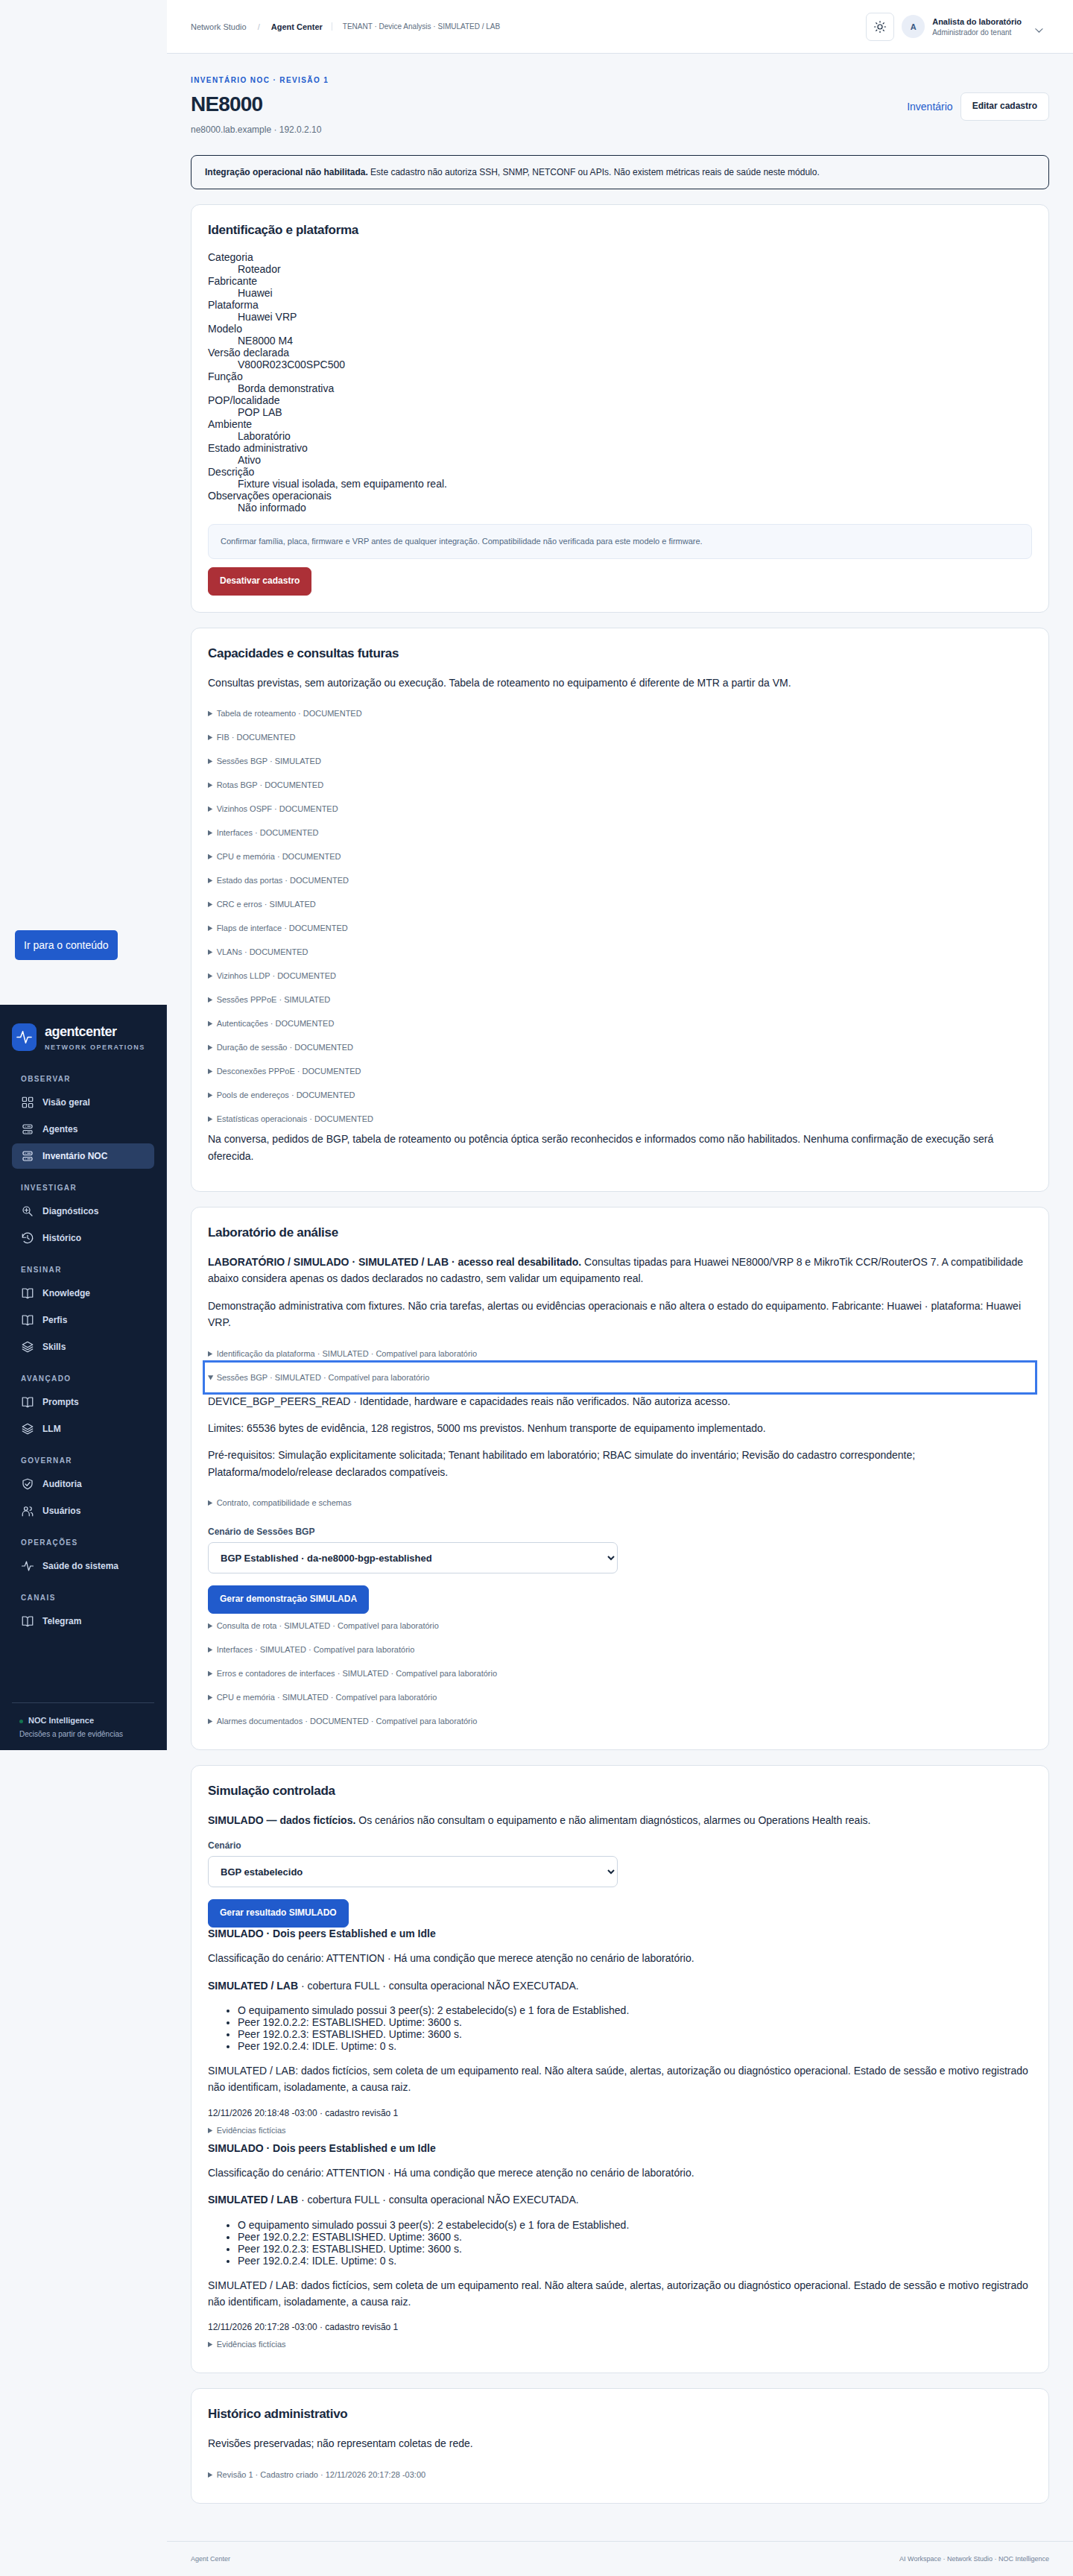 Network Studio / Agent Center TENANT · Device Analysis · SIMULATED / LAB
A
Analista do laboratório
Administrador do tenant
INVENTÁRIO NOC · REVISÃO 1
NE8000
ne8000.lab.example · 192.0.2.10
Inventário
Editar cadastro
Integração operacional não habilitada. Este cadastro não autoriza SSH, SNMP, NETCONF ou APIs. Não existem métricas reais de saúde neste módulo.
Identificação e plataforma
Categoria
Roteador
Fabricante
Huawei
Plataforma
Huawei VRP
Modelo
NE8000 M4
Versão declarada
V800R023C00SPC500
Função
Borda demonstrativa
POP/localidade
POP LAB
Ambiente
Laboratório
Estado administrativo
Ativo
Descrição
Fixture visual isolada, sem equipamento real.
Observações operacionais
Não informado
Confirmar família, placa, firmware e VRP antes de qualquer integração. Compatibilidade não verificada para este modelo e firmware.
Desativar cadastro
Capacidades e consultas futuras
Consultas previstas, sem autorização ou execução. Tabela de roteamento no equipamento é diferente de MTR a partir da VM.
Tabela de roteamento · DOCUMENTED
FIB · DOCUMENTED
Sessões BGP · SIMULATED
Rotas BGP · DOCUMENTED
Vizinhos OSPF · DOCUMENTED
Interfaces · DOCUMENTED
CPU e memória · DOCUMENTED
Estado das portas · DOCUMENTED
CRC e erros · SIMULATED
Flaps de interface · DOCUMENTED
VLANs · DOCUMENTED
Vizinhos LLDP · DOCUMENTED
Sessões PPPoE · SIMULATED
Autenticações · DOCUMENTED
Duração de sessão · DOCUMENTED
Desconexões PPPoE · DOCUMENTED
Pools de endereços · DOCUMENTED
Estatísticas operacionais · DOCUMENTED
Na conversa, pedidos de BGP, tabela de roteamento ou potência óptica serão reconhecidos e informados como não habilitados. Nenhuma confirmação de execução será
oferecida.
Ir para o conteúdo
agentcenter
NETWORK OPERATIONS
OBSERVAR
Visão geral
Agentes
Inventário NOC
INVESTIGAR
Diagnósticos
Histórico
ENSINAR
Knowledge
Perfis
Skills
AVANÇADO
Prompts
LLM
GOVERNAR
Auditoria
Usuários
OPERAÇÕES
Saúde do sistema
CANAIS
Telegram
NOC Intelligence
Decisões a partir de evidências
Laboratório de análise
LABORATÓRIO / SIMULADO · SIMULATED / LAB · acesso real desabilitado. Consultas tipadas para Huawei NE8000/VRP 8 e MikroTik CCR/RouterOS 7. A compatibilidade
abaixo considera apenas os dados declarados no cadastro, sem validar um equipamento real.
Demonstração administrativa com fixtures. Não cria tarefas, alertas ou evidências operacionais e não altera o estado do equipamento. Fabricante: Huawei · plataforma: Huawei
VRP.
Identificação da plataforma · SIMULATED · Compatível para laboratório
Sessões BGP · SIMULATED · Compatível para laboratório
DEVICE_BGP_PEERS_READ · Identidade, hardware e capacidades reais não verificados. Não autoriza acesso.
Limites: 65536 bytes de evidência, 128 registros, 5000 ms previstos. Nenhum transporte de equipamento implementado.
Pré-requisitos: Simulação explicitamente solicitada; Tenant habilitado em laboratório; RBAC simulate do inventário; Revisão do cadastro correspondente;
Plataforma/modelo/release declarados compatíveis.
Contrato, compatibilidade e schemas
Cenário de Sessões BGP
BGP Established · da-ne8000-bgp-established
Gerar demonstração SIMULADA
Consulta de rota · SIMULATED · Compatível para laboratório
Interfaces · SIMULATED · Compatível para laboratório
Erros e contadores de interfaces · SIMULATED · Compatível para laboratório
CPU e memória · SIMULATED · Compatível para laboratório
Alarmes documentados · DOCUMENTED · Compatível para laboratório
Simulação controlada
SIMULADO — dados fictícios. Os cenários não consultam o equipamento e não alimentam diagnósticos, alarmes ou Operations Health reais.
Cenário
BGP estabelecido
Gerar resultado SIMULADO
SIMULADO · Dois peers Established e um Idle
Classificação do cenário: ATTENTION · Há uma condição que merece atenção no cenário de laboratório.
SIMULATED / LAB · cobertura FULL · consulta operacional NÃO EXECUTADA.
• O equipamento simulado possui 3 peer(s): 2 estabelecido(s) e 1 fora de Established.
• Peer 192.0.2.2: ESTABLISHED. Uptime: 3600 s.
• Peer 192.0.2.3: ESTABLISHED. Uptime: 3600 s.
• Peer 192.0.2.4: IDLE. Uptime: 0 s.
SIMULATED / LAB: dados fictícios, sem coleta de um equipamento real. Não altera saúde, alertas, autorização ou diagnóstico operacional. Estado de sessão e motivo registrado
não identificam, isoladamente, a causa raiz.
12/11/2026 20:18:48 -03:00 · cadastro revisão 1
Evidências fictícias
SIMULADO · Dois peers Established e um Idle
Classificação do cenário: ATTENTION · Há uma condição que merece atenção no cenário de laboratório.
SIMULATED / LAB · cobertura FULL · consulta operacional NÃO EXECUTADA.
• O equipamento simulado possui 3 peer(s): 2 estabelecido(s) e 1 fora de Established.
• Peer 192.0.2.2: ESTABLISHED. Uptime: 3600 s.
• Peer 192.0.2.3: ESTABLISHED. Uptime: 3600 s.
• Peer 192.0.2.4: IDLE. Uptime: 0 s.
SIMULATED / LAB: dados fictícios, sem coleta de um equipamento real. Não altera saúde, alertas, autorização ou diagnóstico operacional. Estado de sessão e motivo registrado
não identificam, isoladamente, a causa raiz.
12/11/2026 20:17:28 -03:00 · cadastro revisão 1
Evidências fictícias
Histórico administrativo
Revisões preservadas; não representam coletas de rede.
Revisão 1 · Cadastro criado · 12/11/2026 20:17:28 -03:00
Agent Center
AI Workspace · Network Studio · NOC Intelligence